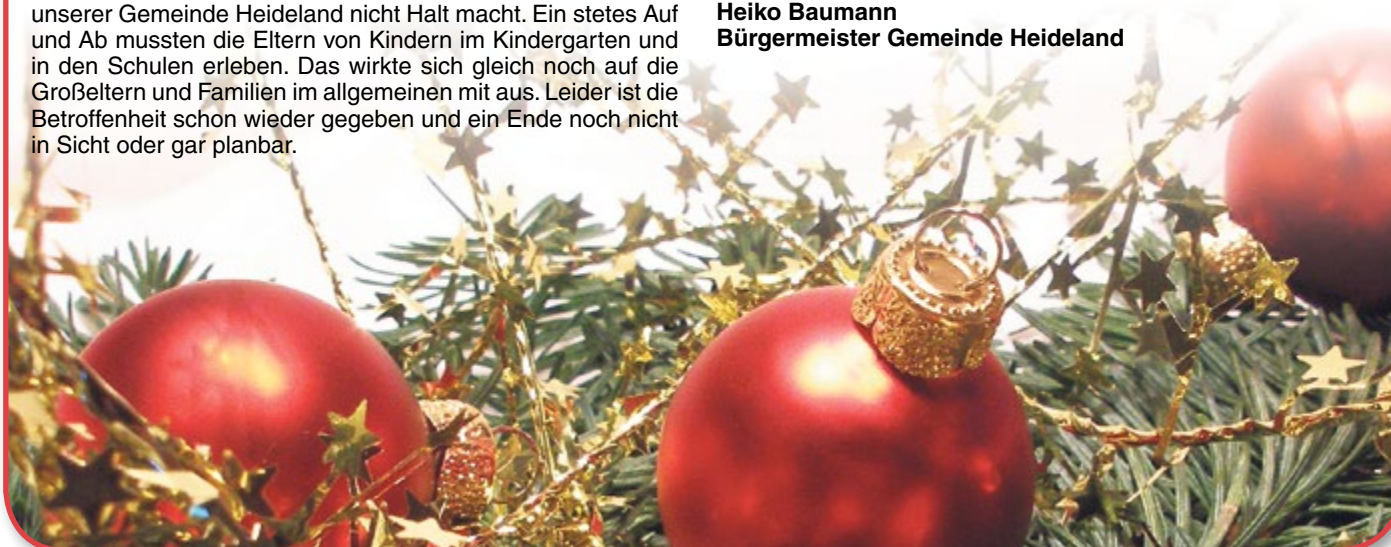 unserer Gemeinde Heideland nicht Halt macht. Ein stetes Auf
und Ab mussten die Eltern von Kindern im Kindergarten und
in den Schulen erleben. Das wirkte sich gleich noch auf die
Großeltern und Familien im allgemeinen mit aus. Leider ist die
Betroffenheit schon wieder gegeben und ein Ende noch nicht
in Sicht oder gar planbar.
Heiko Baumann
Bürgermeister Gemeinde Heideland